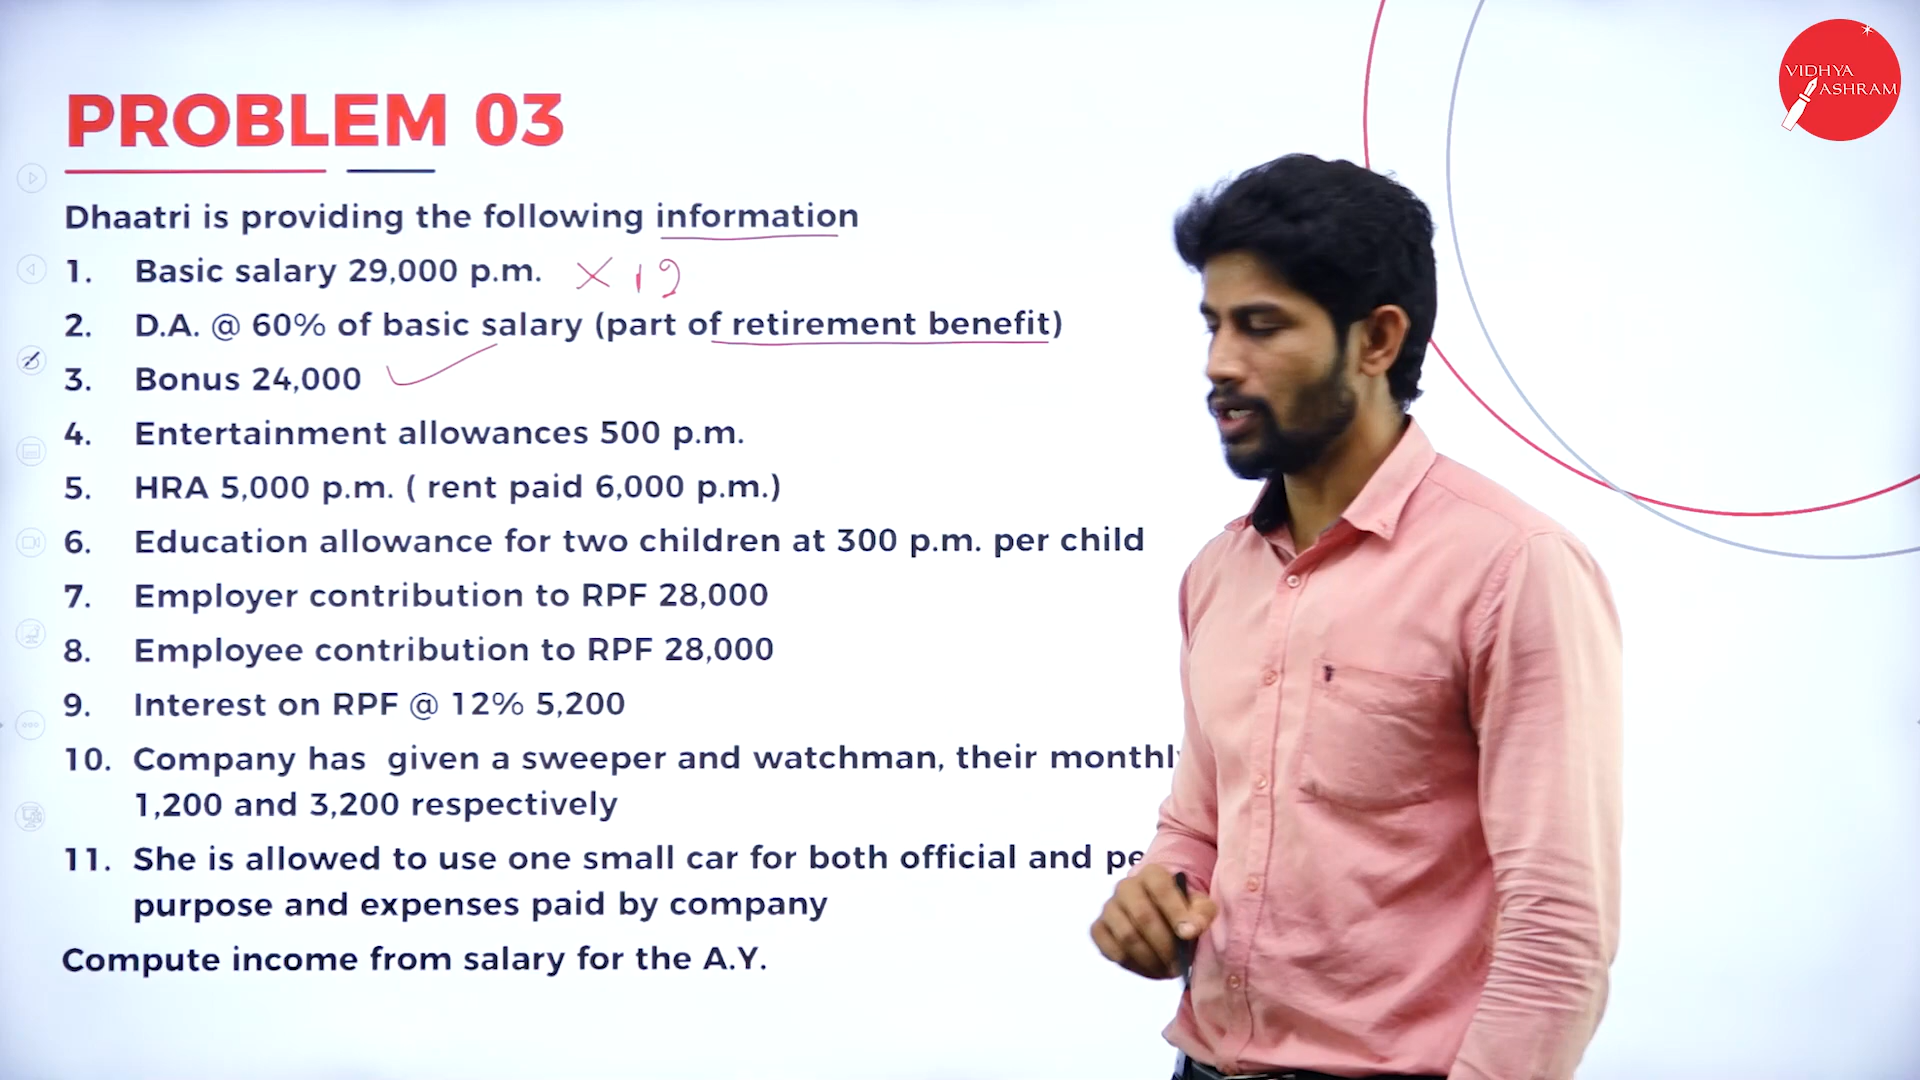 VIDHYA
ASHRAM
PROBLEM 03
Dhaatri is providing the following information
1. Basic salary 29,000 p.m. × 12
2. D.A. @ 60% of basic salary (part of retirement benefit)
3. Bonus 24,000
4. Entertainment allowances 500 p.m.
5. HRA 5,000 p.m. ( rent paid 6,000 p.m.)
6. Education allowance for two children at 300 p.m. per child
7. Employer contribution to RPF 28,000
8. Employee contribution to RPF 28,000
9. Interest on RPF @ 12% 5,200
10. Company has given a sweeper and watchman, their
1,200 and 3,200 respectively
11. She is allowed to use one small car for both official and
purpose and expenses paid by company
Compute income from salary for the A.Y.